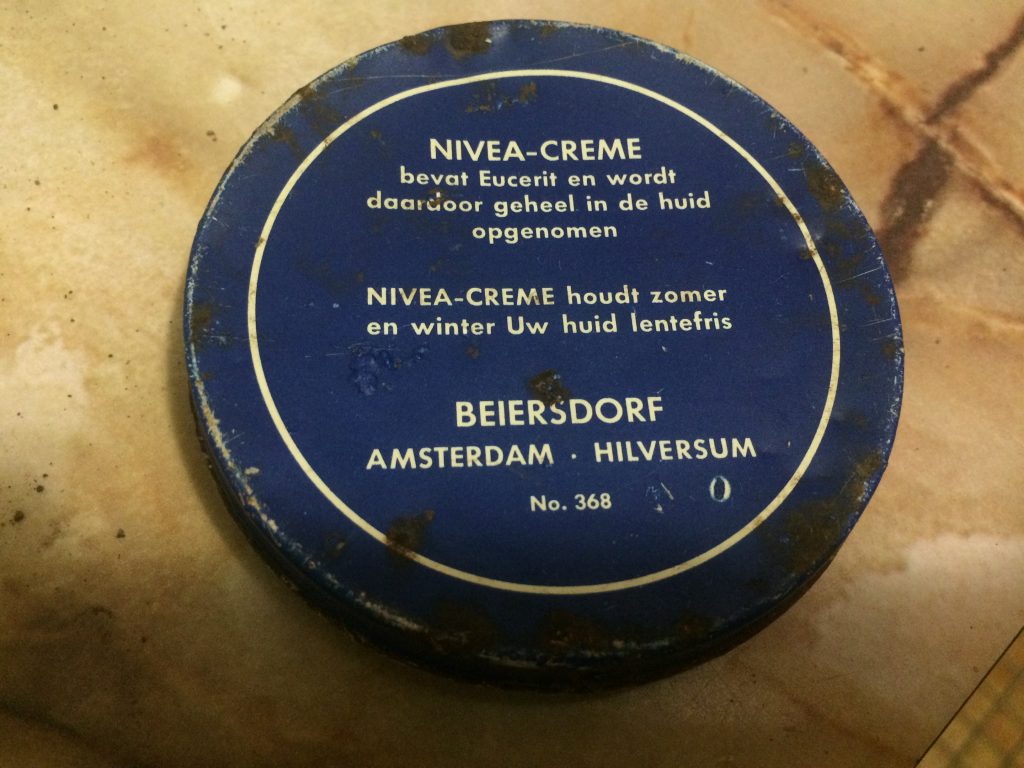 NIVEA-CREME
bevat Eucerit en wordt
daardoor geheel in de huid
opgenomen
NIVEA-CREME houdt zomer
en winter Uw huid lentefris
BEIERSDORF
AMSTERDAM · HILVERSUM
No. 368 0